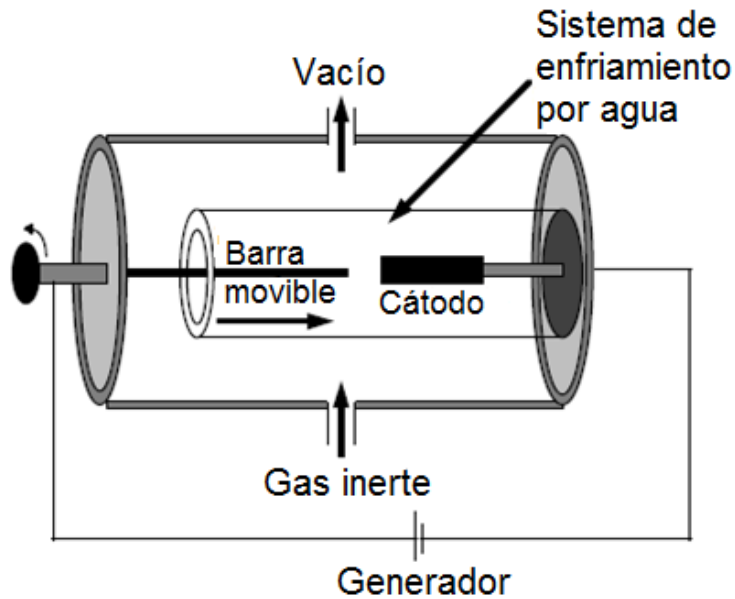 Sistema de
enfriamiento
por agua
Vacío
Barra
movible
Cátodo
Gas inerte
Generador